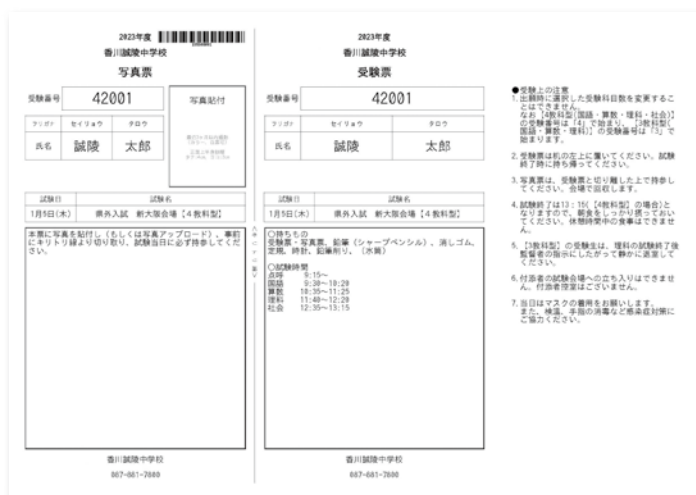 2023年度
香川誠陵中学校
写真票
受験番号
42001
写真貼付
フリガナ
セイリョウ
タロウ
氏名
誠陵
太郎
試験日
試験名
1月5日(木)
県外入試 新大阪会場【4教科型】
本票に写真を貼付し(もしくは写真アップロード)、事前
にキリトリ線より切り取り、試験当日に必ず持参してくだ
さい。
香川誠陵中学校
087-881-7800
2023年度
香川誠陵中学校
受験票
受験番号
42001
フリガナ
セイリョウ
タロウ
氏名
誠陵
太郎
試験日
試験名
1月5日(木)
県外入試 新大阪会場【4教科型】
○持ちもの
受験票・写真票、鉛筆(シャープペンシル)、消しゴム、
定規、時計、鉛筆削り、(水筒)
○試験時間
点呼 9:15~
国語 9:30~10:20
算数 10:35~11:25
理科 11:40~12:20
社会 12:35~13:15
香川誠陵中学校
087-881-7800
●受験上の注意
1. 出願時に選択した受験科目数を変更するこ
とはできません。
なお【4教科型(国語・算数・理科・社会)】
の受験番号は「4」で始まり、【3教科型(
国語・算数・理科)】の受験番号は「3」で
始まります。
2. 受験票は机の左上に置いてください。試験
終了時に持ち帰ってください。
3. 写真票は、受験票と切り離した上で持参し
てください。会場で回収します。
4. 試験終了は13:15(【4教科型】の場合)と
なりますので、朝食をしっかり摂っておい
てください。休憩時間中の食事はできませ
ん。
5. 【3教科型】の受験生は、理科の試験終了後
監督者の指示にしたがって静かに退室して
ください。
6. 付添者の試験会場への立ち入りはできませ
ん。付添者控室はございません。
7. 当日はマスクの着用をお願いします。
また、検温、手指の消毒など感染症対策に
ご協力ください。